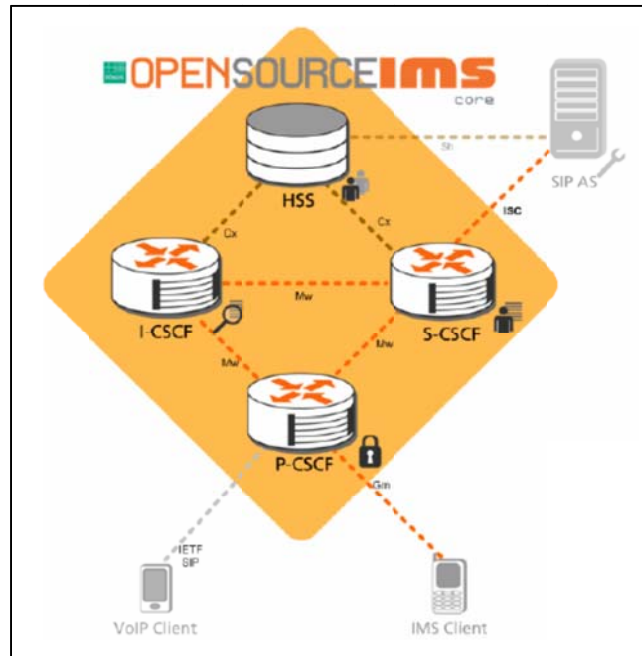 OPENSOURCEIMS
core
Sh
SIP AS
HSS
Cx
Cx
ISC
I-CSCF
Mw
S-CSCF
Mw
Mw
P-CSCF
Gm
IETF
SIP
VoIP Client
IMS Client